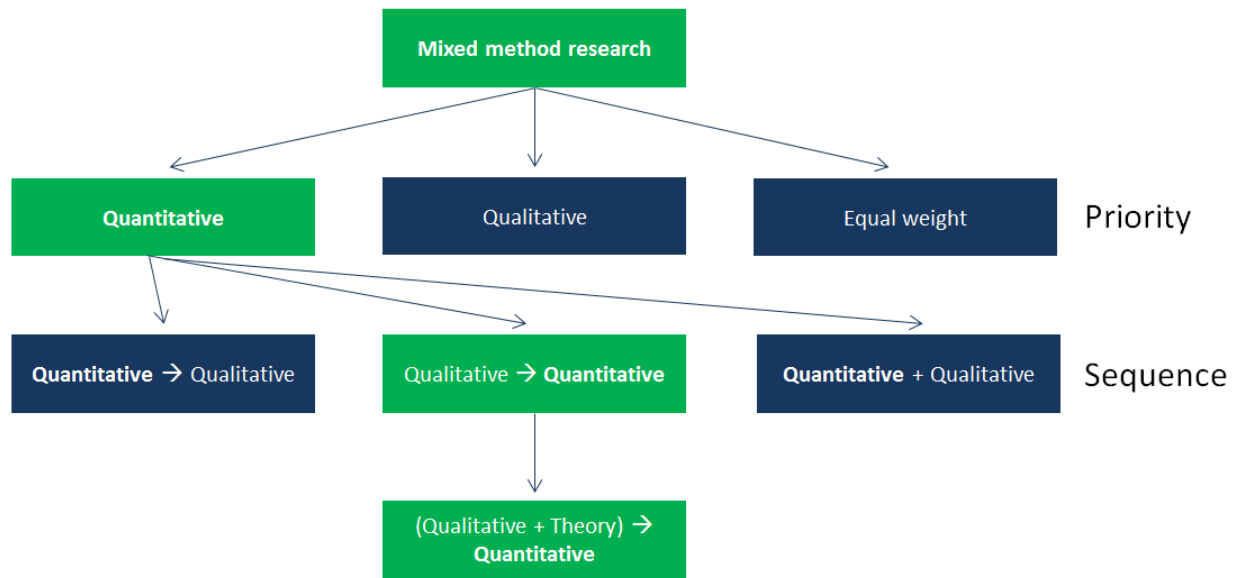 Mixed method research
Quantitative
Qualitative
Equal weight
Priority
Quantitative → Qualitative
Qualitative → Quantitative
Quantitative + Qualitative
Sequence
(Qualitative + Theory) →
Quantitative